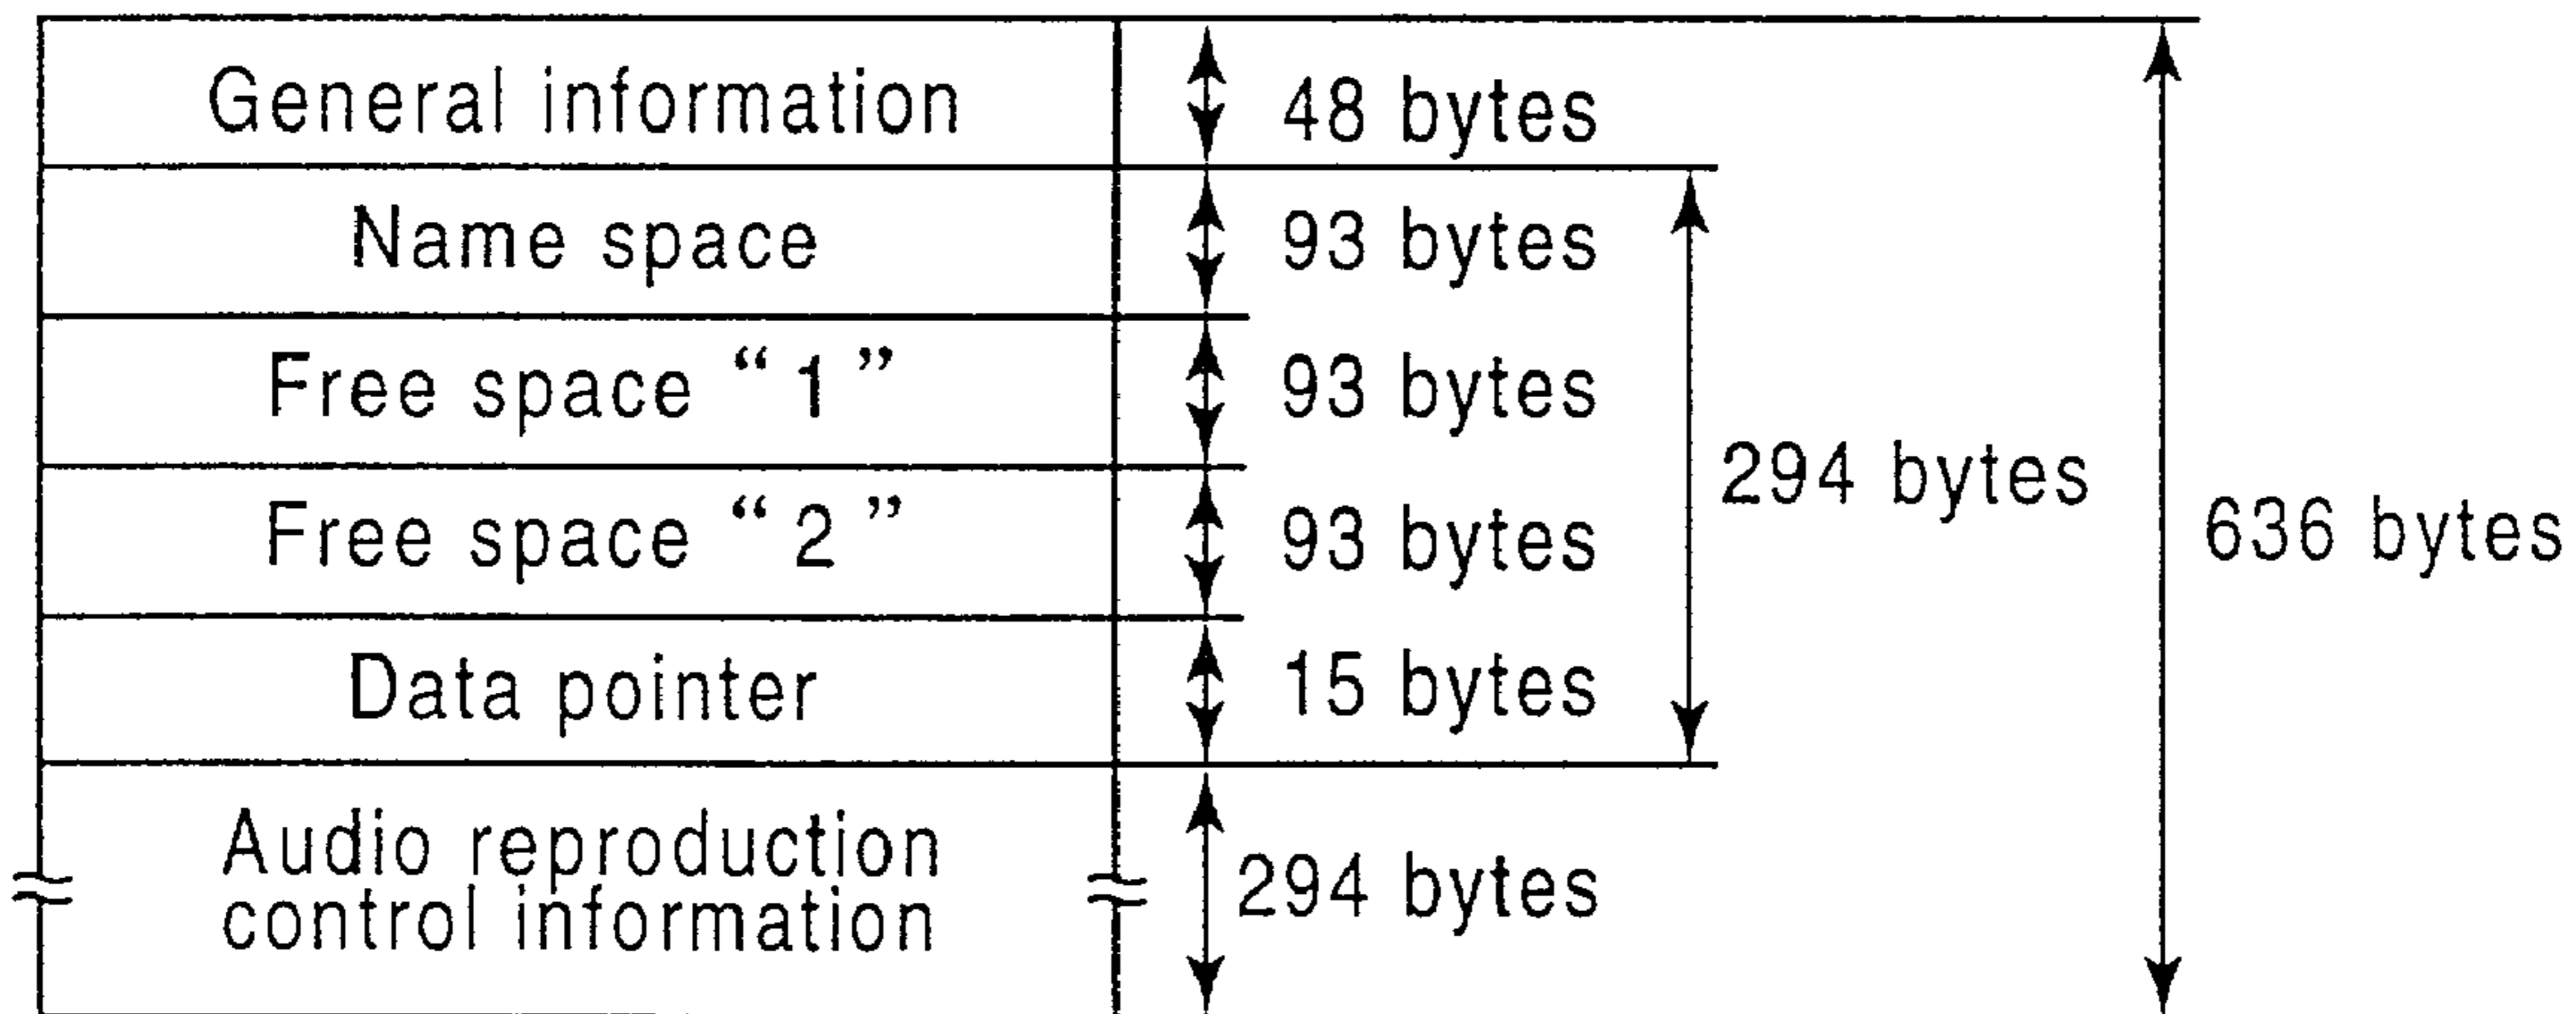 General information 48 bytes
Name space 93 bytes
Free space “ 1 ” 93 bytes
Free space “ 2 ” 93 bytes
294 bytes
636 bytes
Data pointer 15 bytes
Audio reproduction
control information
294 bytes